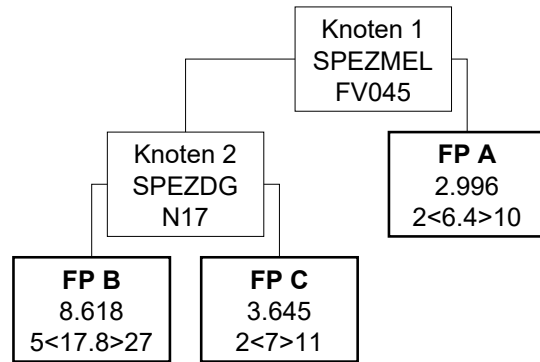 Knoten 1
SPEZMEL
FV045
Knoten 2
SPEZDG
N17
FP A
2.996
2<6.4>10
FP B
8.618
5<17.8>27
FP C
3.645
2<7>11